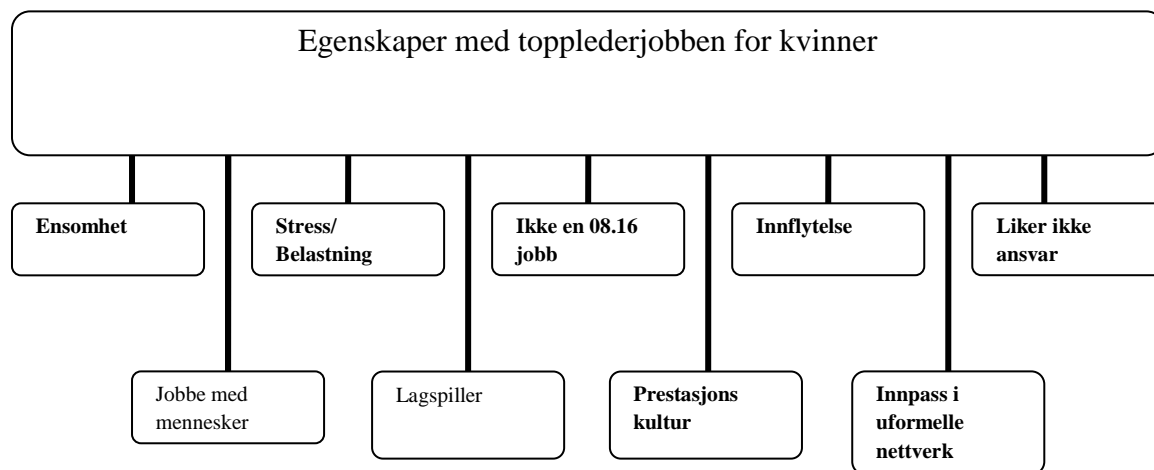 Egenskaper med topplederjobben for kvinner
Ensomhet
Stress/
Belastning
Ikke en 08.16
jobb
Innflytelse
Liker ikke
ansvar
Jobbe med
mennesker
Lagspiller
Prestasjons
kultur
Innpass i
uformelle
nettverk